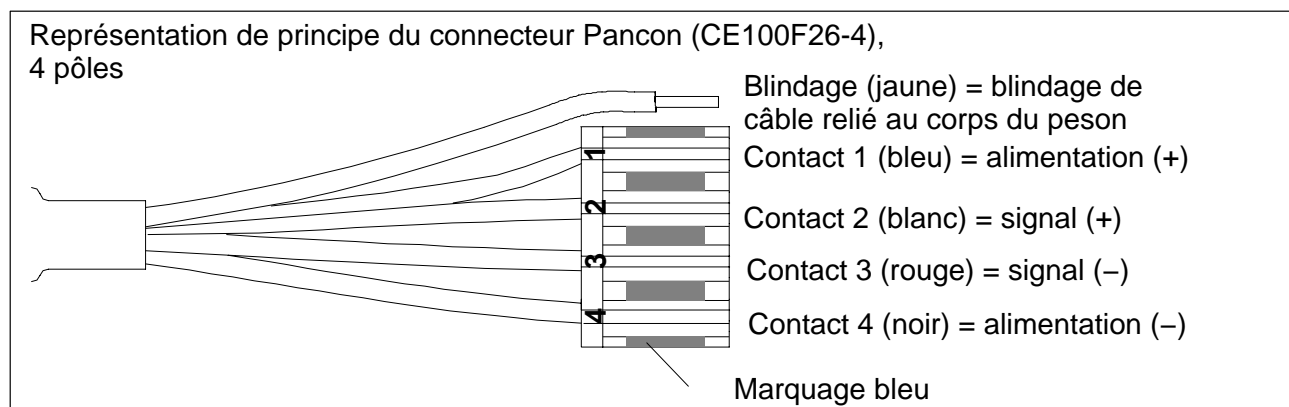 Représentation de principe du connecteur Pancon (CE100F26-4),
4 pôles
Blindage (jaune) = blindage de
câble relié au corps du peson
1
Contact 1 (bleu) = alimentation (+)
2
Contact 2 (blanc) = signal (+)
3
Contact 3 (rouge) = signal (–)
4
Contact 4 (noir) = alimentation (–)
Marquage bleu